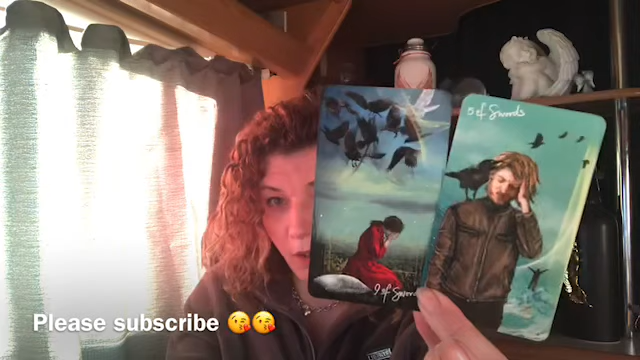 5 of Swords
9 of Swords
Please subscribe 😘😘